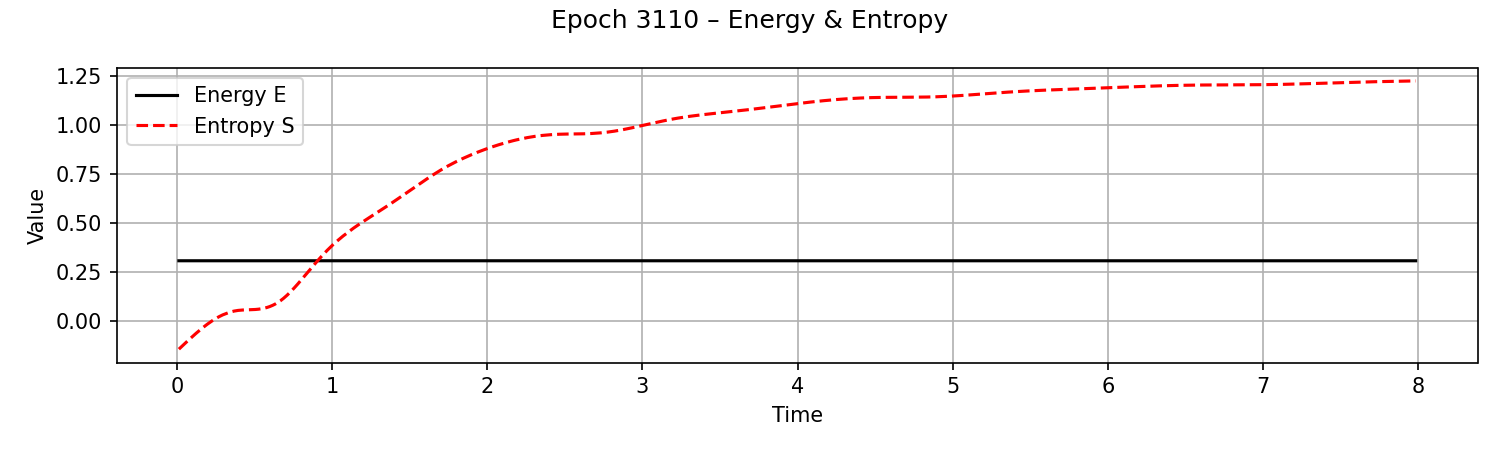 Epoch 3110 – Energy & Entropy
1.25
1.00
0.75
0.50
0.25
0.00
Value
Energy E
Entropy S
0 1 2 3 4 5 6 7 8
Time